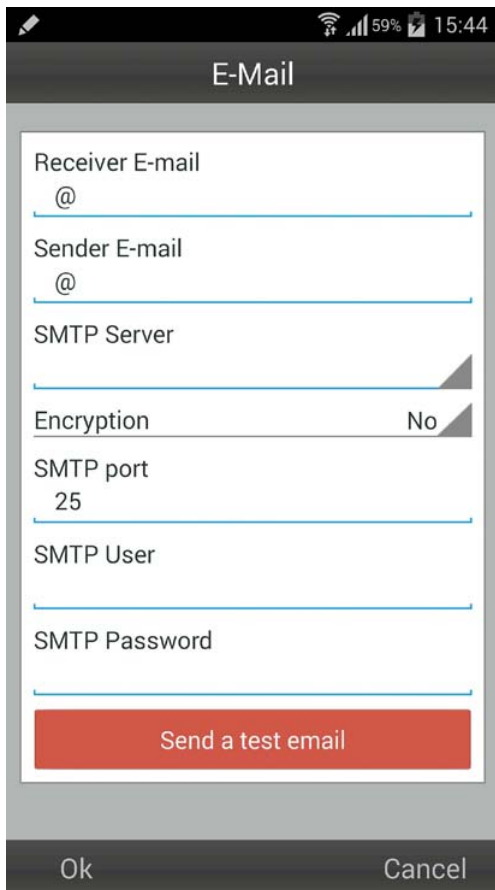 59% 15:44
E-Mail
Receiver E-mail
@
Sender E-mail
@
SMTP Server
Encryption No
SMTP port
25
SMTP User
SMTP Password
Send a test email
Ok Cancel